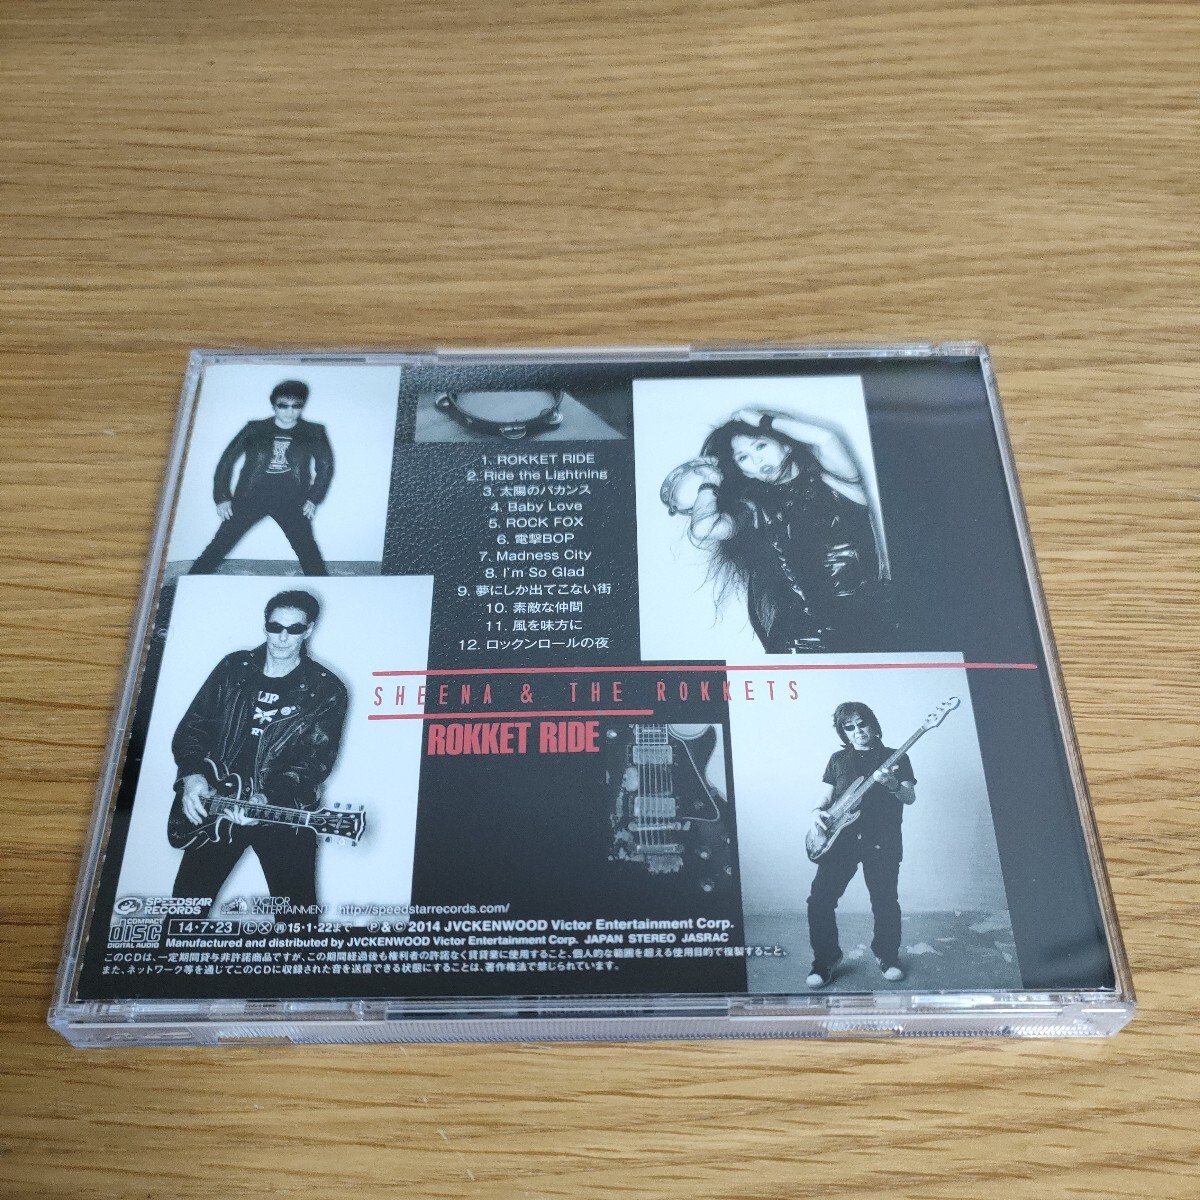 1. ROKKET RIDE
2. Ride the Lightning
3. 太陽のバカンス
4. Baby Love
5. ROCK FOX
6. 電撃BOP
7. Madness City
8. I'm So Glad
9. 夢にしか出てこない街
10. 素敵な仲間
11. 風を味方に
12. ロックンロールの夜
SHEENA & THE ROKKETS
ROKKET RIDE
SPEEDSTAR RECORDS
VICTOR ENTERTAINMENT
http://speedstarrecords.com/
COMPACT disc DIGITAL AUDIO
14・7・23 Ⓛ Ⓧ 再 15・1・22まで Ⓟ&© 2014 JVCKENWOOD Victor Entertainment Corp.
Manufactured and distributed by JVCKENWOOD Victor Entertainment Corp. JAPAN STEREO JASRAC
このCDは、一定期間貸与非許諾商品ですが、この期間経過後も権利者の許諾なく賃貸業に使用すること、個人的な範囲を超える使用目的で複製すること、
また、ネットワーク等を通じてこのCDに収録された音を送信できる状態にすることは、著作権法で禁じられています。